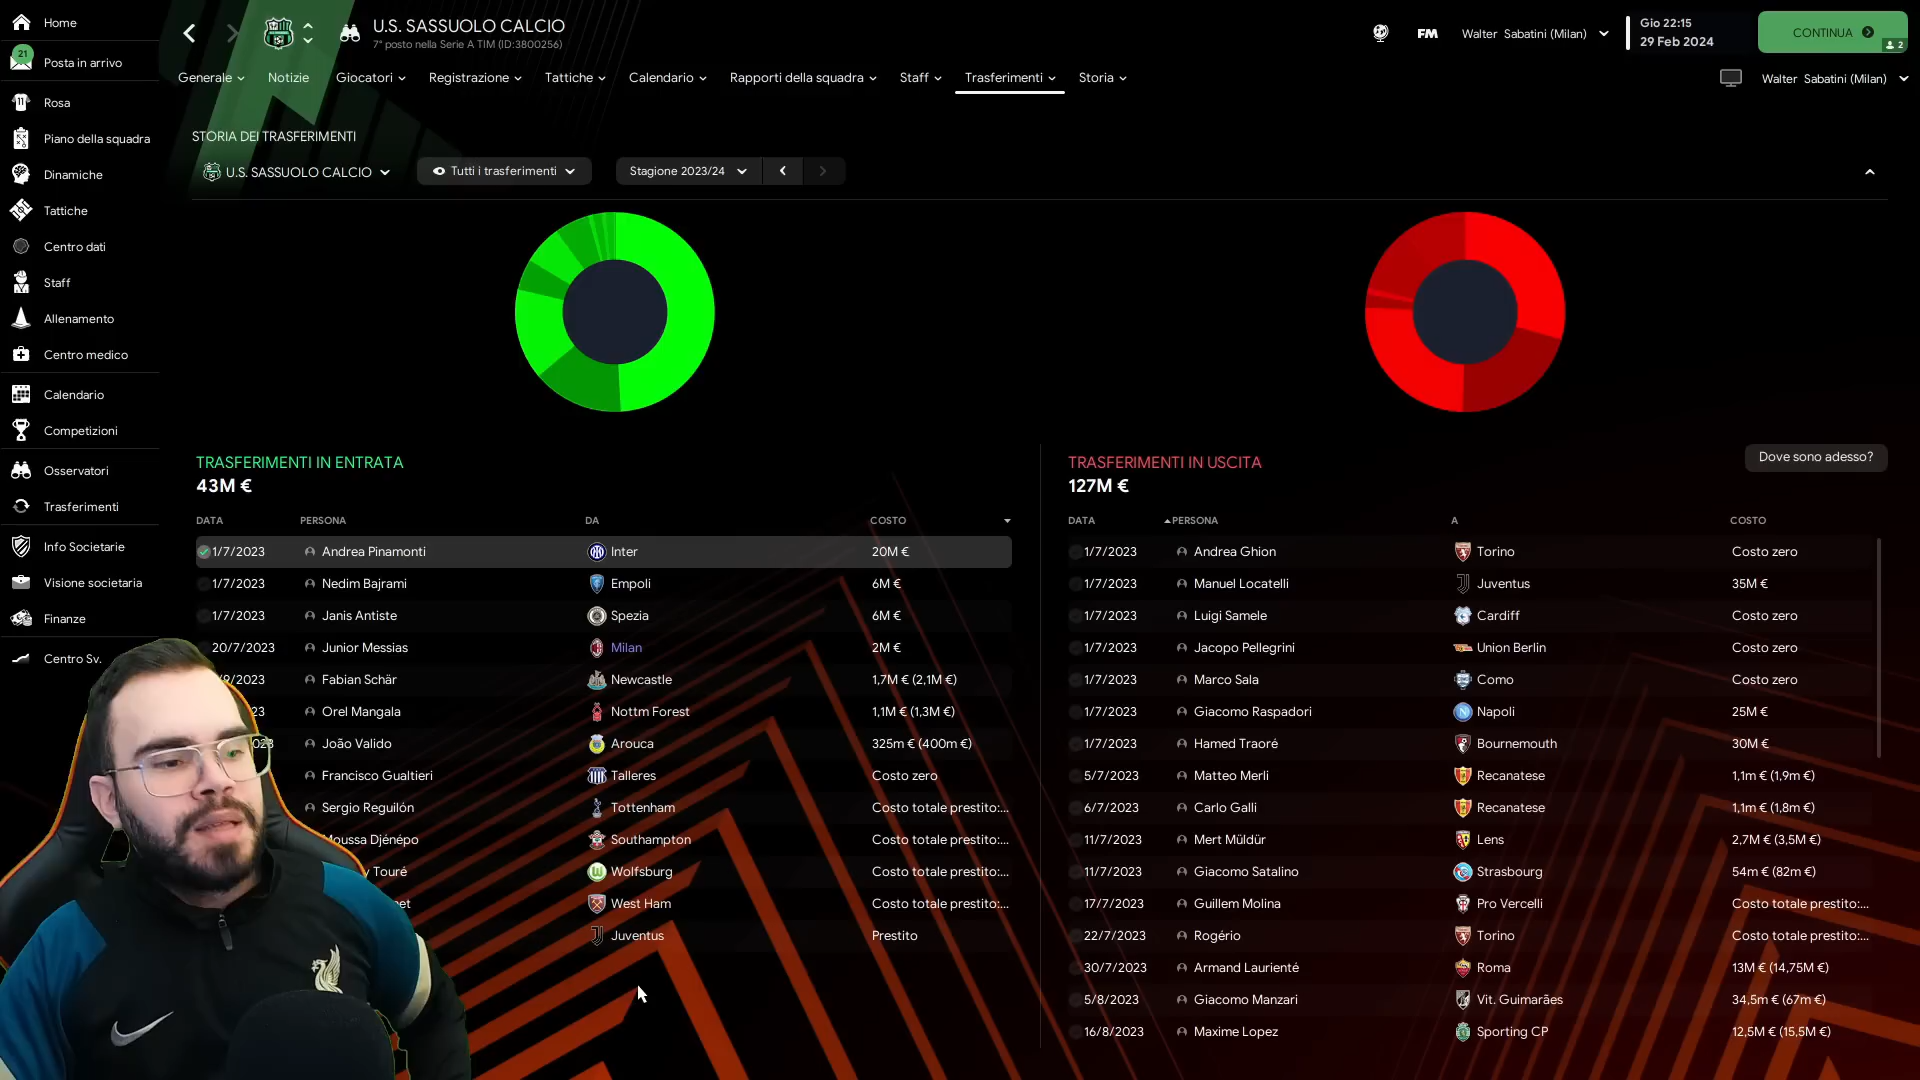 Home
Posta in arrivo
21
Rosa
Piano della squadra
Dinamiche
Tattiche
Centro dati
Staff
Allenamento
Centro medico
Calendario
Competizioni
Osservatori
Trasferimenti
Info Societarie
Visione societaria
Finanze
Centro Sv.
U.S. SASSUOLO CALCIO
7° posto nella Serie A TIM (ID:3800256)
FM
Walter Sabatini (Milan)
Gio 22:15
29 Feb 2024
CONTINUA
2
Generale
Notizie
Giocatori
Registrazione
Tattiche
Calendario
Rapporti della squadra
Staff
Trasferimenti
Storia
Walter Sabatini (Milan)
STORIA DEI TRASFERIMENTI
U.S. SASSUOLO CALCIO
Tutti i trasferimenti
Stagione 2023/24
TRASFERIMENTI IN ENTRATA
43M €
DATA PERSONA DA COSTO
1/7/2023 Andrea Pinamonti Inter 20M €
1/7/2023 Nedim Bajrami Empoli 6M €
1/7/2023 Janis Antiste Spezia 6M €
20/7/2023 Junior Messias Milan 2M €
/2023 Fabian Schär Newcastle 1,7M € (2,1M €)
23 Orel Mangala Nottm Forest 1,1M € (1,3M €)
023 João Valido Arouca 325m € (400m €)
Francisco Gualtieri Talleres Costo zero
Sergio Reguilón Tottenham Costo totale prestito:...
Moussa Djénépo Southampton Costo totale prestito:...
y Touré Wolfsburg Costo totale prestito:...
et West Ham Costo totale prestito:...
Juventus Prestito
TRASFERIMENTI IN USCITA
127M €
Dove sono adesso?
DATA PERSONA A COSTO
1/7/2023 Andrea Ghion Torino Costo zero
1/7/2023 Manuel Locatelli Juventus 35M €
1/7/2023 Luigi Samele Cardiff Costo zero
1/7/2023 Jacopo Pellegrini Union Berlin Costo zero
1/7/2023 Marco Sala Como Costo zero
1/7/2023 Giacomo Raspadori Napoli 25M €
1/7/2023 Hamed Traoré Bournemouth 30M €
5/7/2023 Matteo Merli Recanatese 1,1m € (1,9m €)
6/7/2023 Carlo Galli Recanatese 1,1m € (1,8m €)
11/7/2023 Mert Müldür Lens 2,7M € (3,5M €)
11/7/2023 Giacomo Satalino Strasbourg 54m € (82m €)
17/7/2023 Guillem Molina Pro Vercelli Costo totale prestito:...
22/7/2023 Rogério Torino Costo totale prestito:...
30/7/2023 Armand Laurienté Roma 13M € (14,75M €)
5/8/2023 Giacomo Manzari Vit. Guimarães 34,5m € (67m €)
16/8/2023 Maxime Lopez Sporting CP 12,5M € (15,5M €)